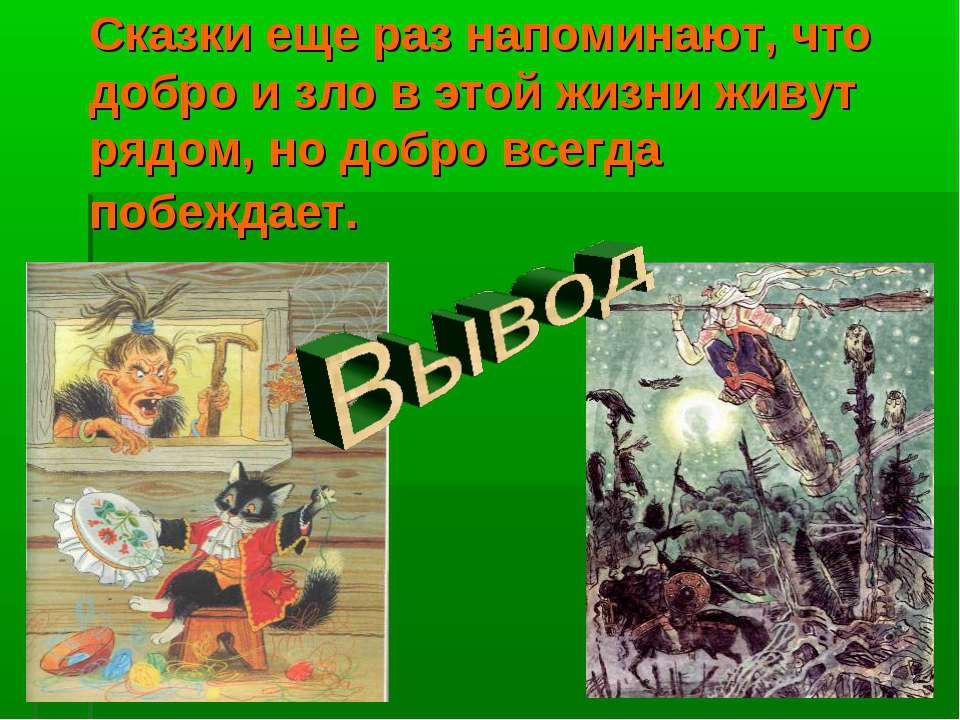 Сказки еще раз напоминают, что
добро и зло в этой жизни живут
рядом, но добро всегда
побеждает.
Вывод